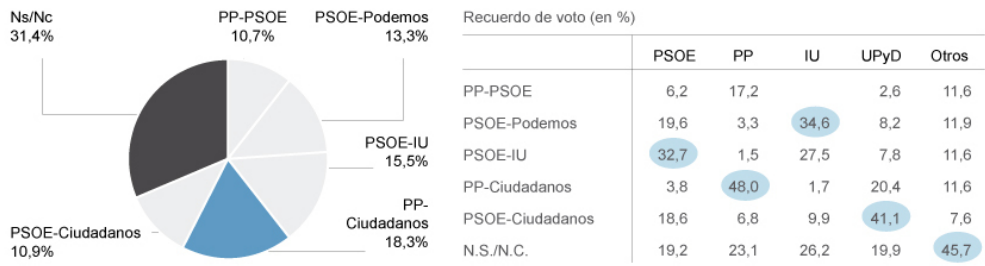 Ns/Nc
31,4%
PP-PSOE
10,7%
PSOE-Podemos
13,3%
PSOE-IU
15,5%
PP-
Ciudadanos
18,3%
PSOE-Ciudadanos
10,9%
Recuerdo de voto (en %)
PSOE PP IU UPyD Otros
PP-PSOE 6,2 17,2 2,6 11,6
PSOE-Podemos 19,6 3,3 34,6 8,2 11,9
PSOE-IU 32,7 1,5 27,5 7,8 11,6
PP-Ciudadanos 3,8 48,0 1,7 20,4 11,6
PSOE-Ciudadanos 18,6 6,8 9,9 41,1 7,6
N.S./N.C. 19,2 23,1 26,2 19,9 45,7